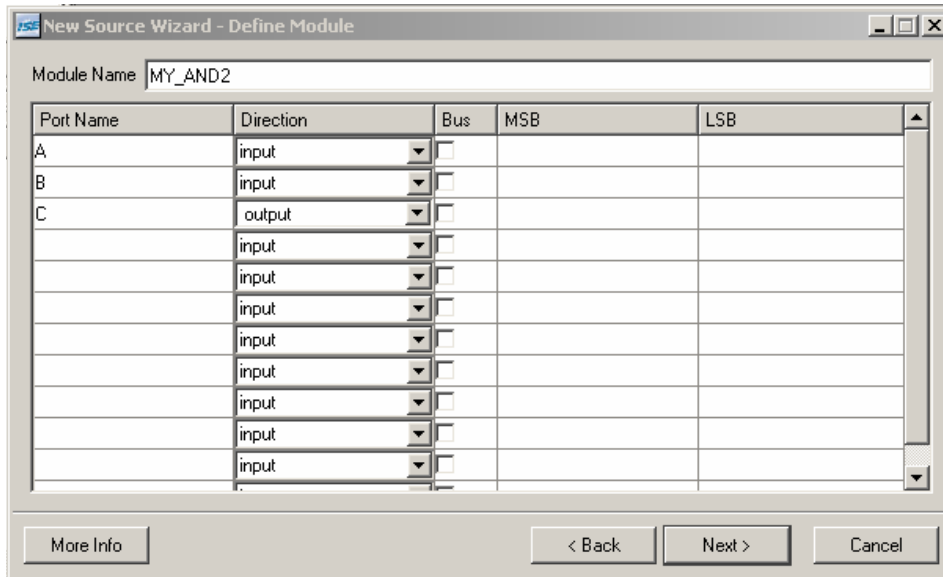 ISE New Source Wizard - Define Module
Module Name MY_AND2
Port Name Direction Bus MSB LSB
A input
B input
C output
input
input
input
input
input
input
input
input
More Info < Back Next > Cancel